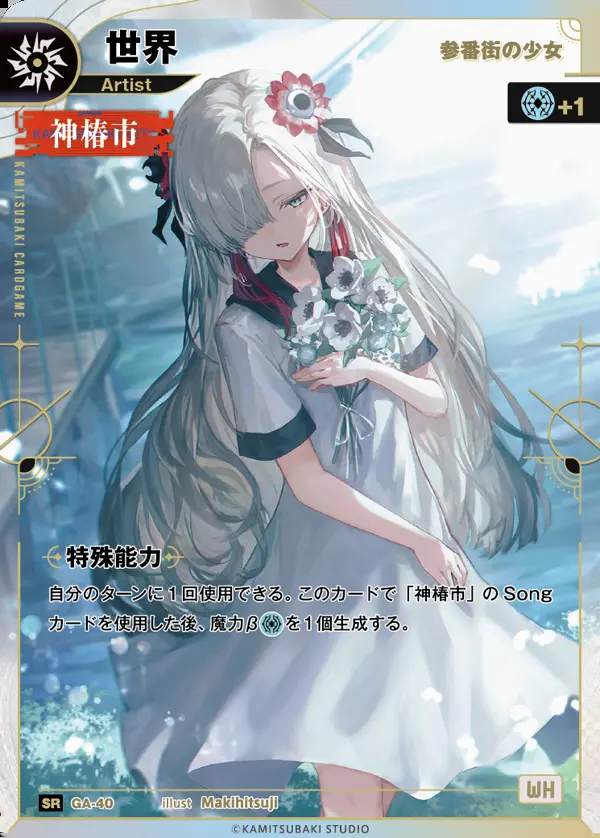 世界
参番街の少女
Artist
+1
神椿市
KAMITSUBAKI CARDGAME
特殊能力
自分のターンに1回使用できる。このカードで「神椿市」のSong
カードを使用した後、魔力βを1個生成する。
WH
SR GA-40 illust Makihitsuji
©KAMITSUBAKI STUDIO